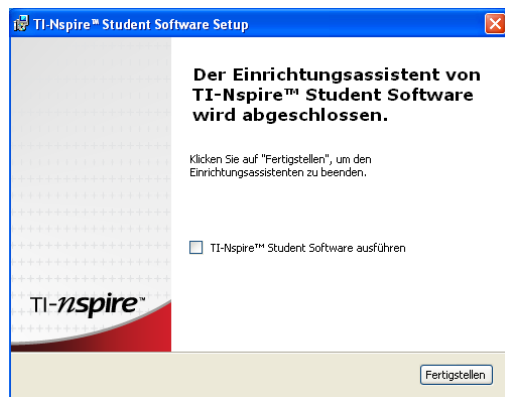 TI-Nspire™ Student Software Setup
Der Einrichtungsassistent von
TI-Nspire™ Student Software
wird abgeschlossen.
Klicken Sie auf "Fertigstellen", um den
Einrichtungsassistenten zu beenden.
TI-Nspire™ Student Software ausführen
TI-nspire™
Fertigstellen